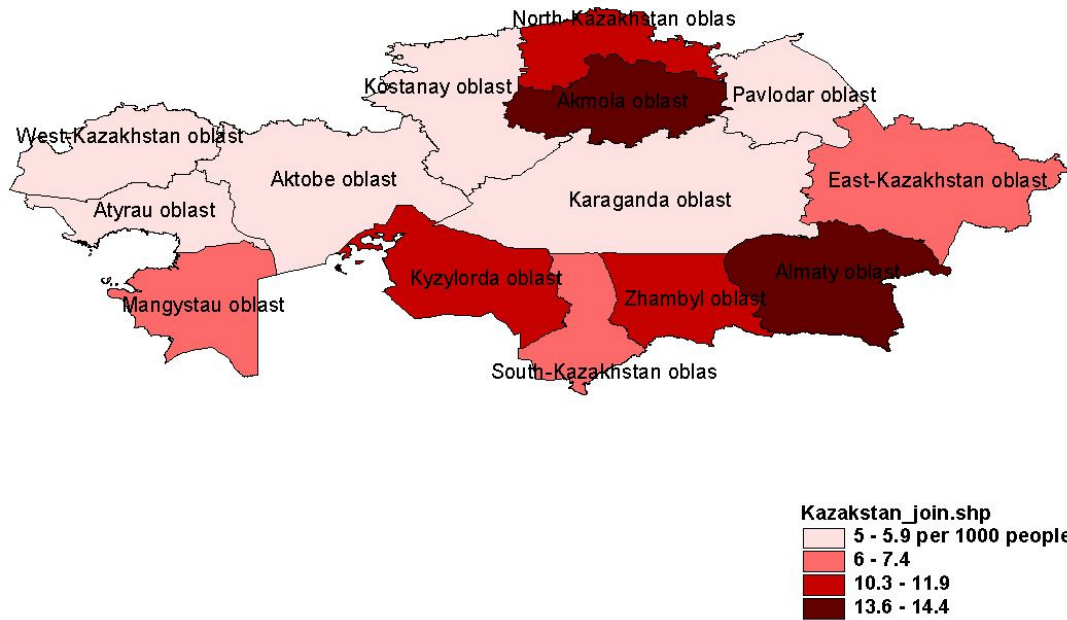 North-Kazakhstan oblas
Kostanay oblast
Akmola oblast
Pavlodar oblast
West-Kazakhstan oblast
Aktobe oblast
East-Kazakhstan oblast
Karaganda oblast
Atyrau oblast
Almaty oblast
Kyzylorda oblast
Zhambyl oblast
Mangystau oblast
South-Kazakhstan oblas
Kazakstan_join.shp
5 - 5.9 per 1000 people
6 - 7.4
10.3 - 11.9
13.6 - 14.4